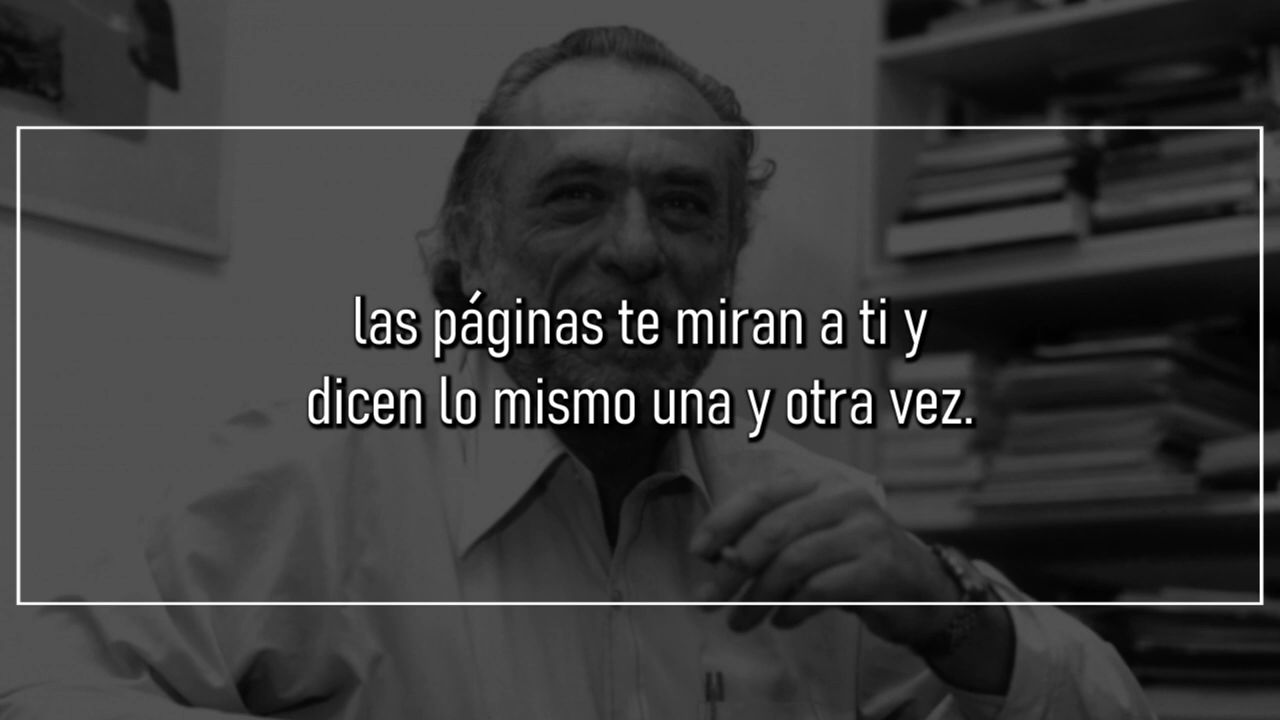 las páginas te miran a ti y
dicen lo mismo una y otra vez.